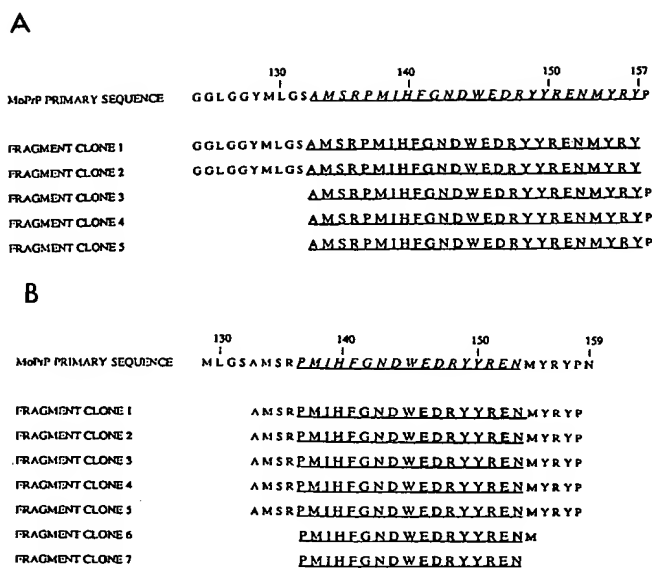 A
130 140 150 157
MoPrP PRIMARY SEQUENCE GGLGGYMLGSAMSRPMIHFGNDWEDRYYRENMYRYP
FRAGMENT CLONE 1 GGLGGYMLGSAMSRPMIHFGNDWEDRYYRENMYRY
FRAGMENT CLONE 2 GGLGGYMLGSAMSRPMIHFGNDWEDRYYRENMYRY
FRAGMENT CLONE 3 AMSRPMIHFGNDWEDRYYRENMYRYP
FRAGMENT CLONE 4 AMSRPMIHFGNDWEDRYYRENMYRYP
FRAGMENT CLONE 5 AMSRPMIHFGNDWEDRYYRENMYRYP
B
130 140 150 159
MoPrP PRIMARY SEQUENCE MLGSAMSRPMIHFGNDWEDRYYRENMYRYPN
FRAGMENT CLONE 1 AMSRPMIHFGNDWEDRYYRENMYRYP
FRAGMENT CLONE 2 AMSRPMIHFGNDWEDRYYRENMYRYP
FRAGMENT CLONE 3 AMSRPMIHFGNDWEDRYYRENMYRYP
FRAGMENT CLONE 4 AMSRPMIHFGNDWEDRYYRENMYRYP
FRAGMENT CLONE 5 AMSRPMIHFGNDWEDRYYRENMYRYP
FRAGMENT CLONE 6 PMIHFGNDWEDRYYRENM
FRAGMENT CLONE 7 PMIHFGNDWEDRYYREN